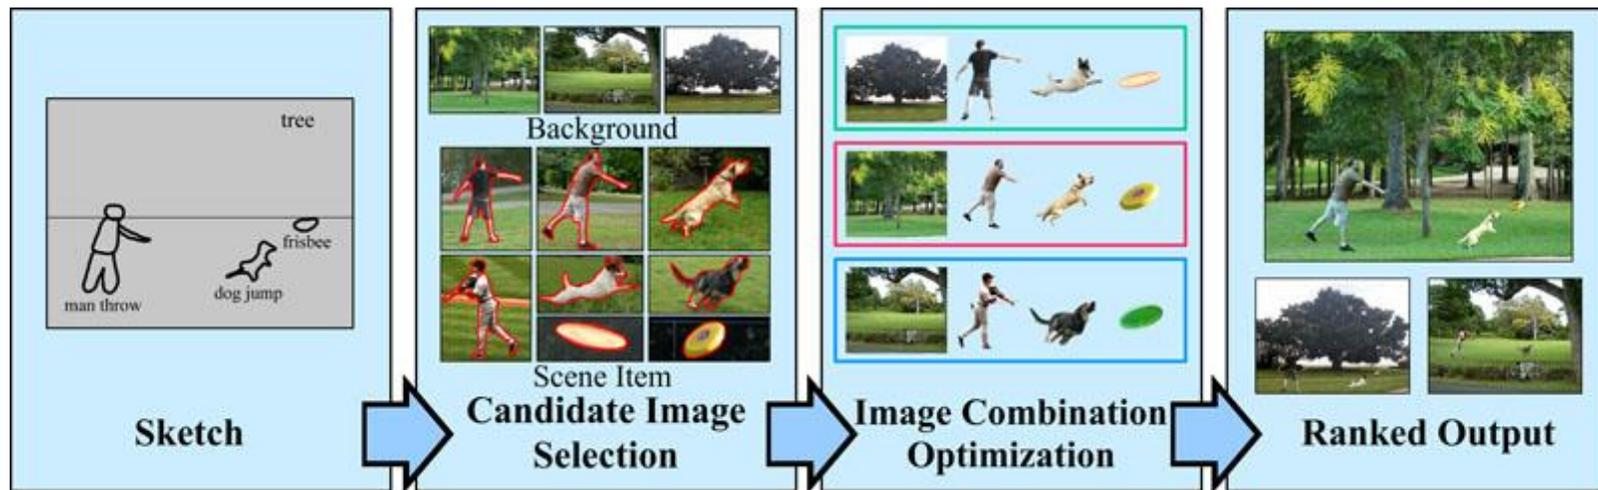 tree
frisbee
dog jump
man throw
Sketch
Background
Scene Item
Candidate Image
Selection
Image Combination
Optimization
Ranked Output